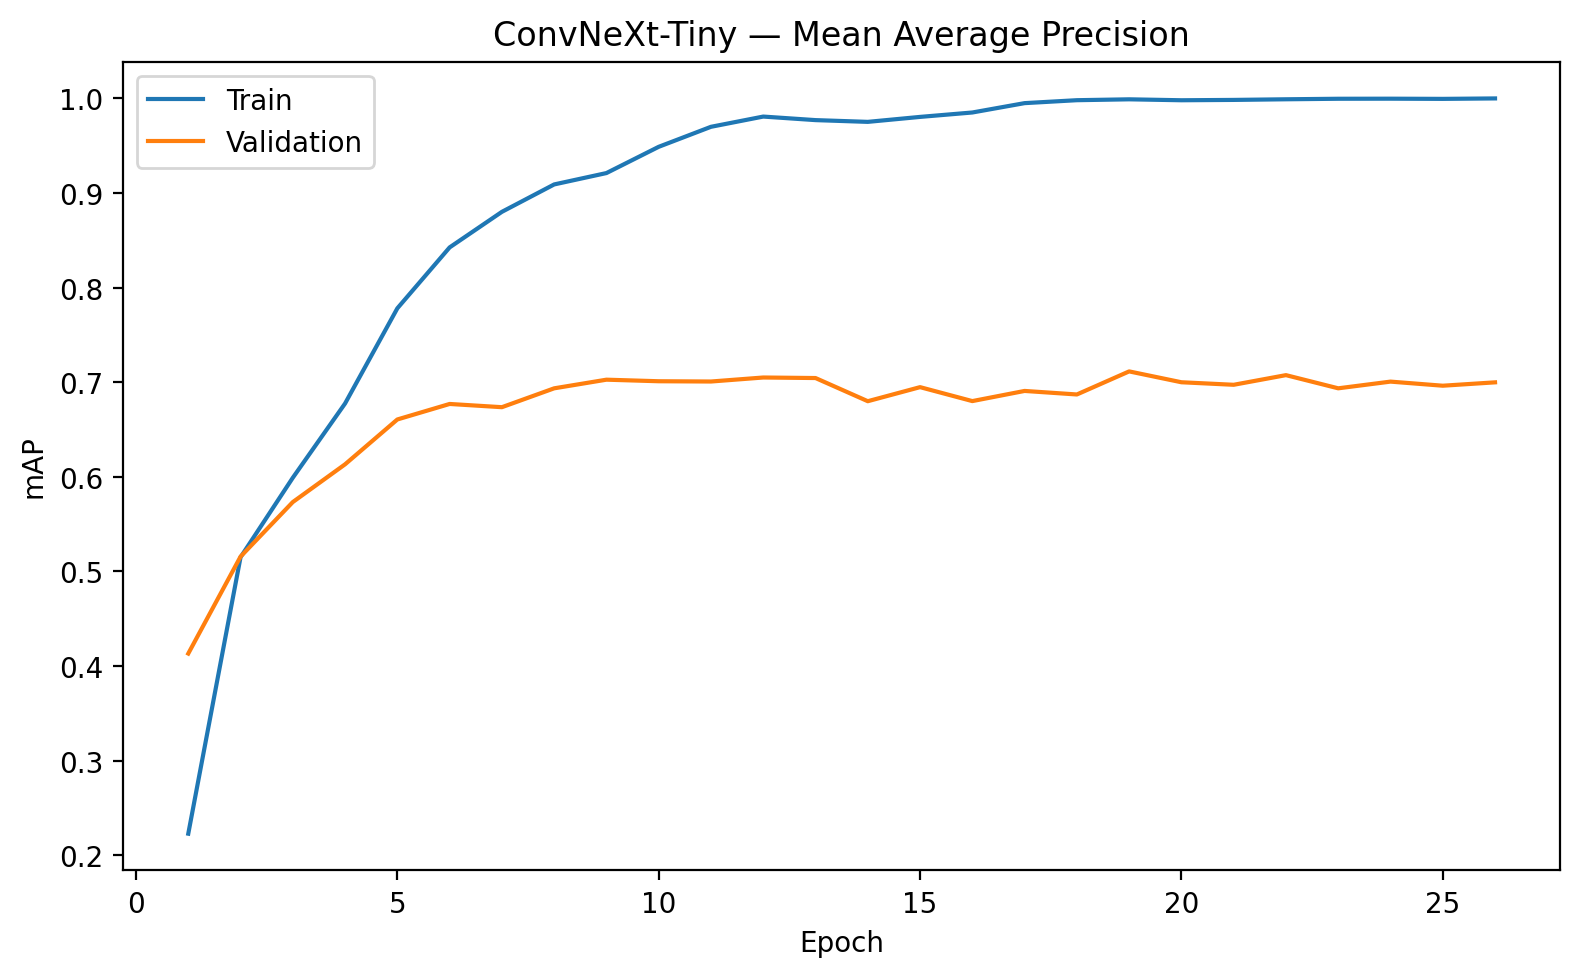 ConvNeXt-Tiny — Mean Average Precision
Train
Validation
1.0
0.9
0.8
0.7
0.6
0.5
0.4
0.3
0.2
mAP
0 5 10 15 20 25
Epoch